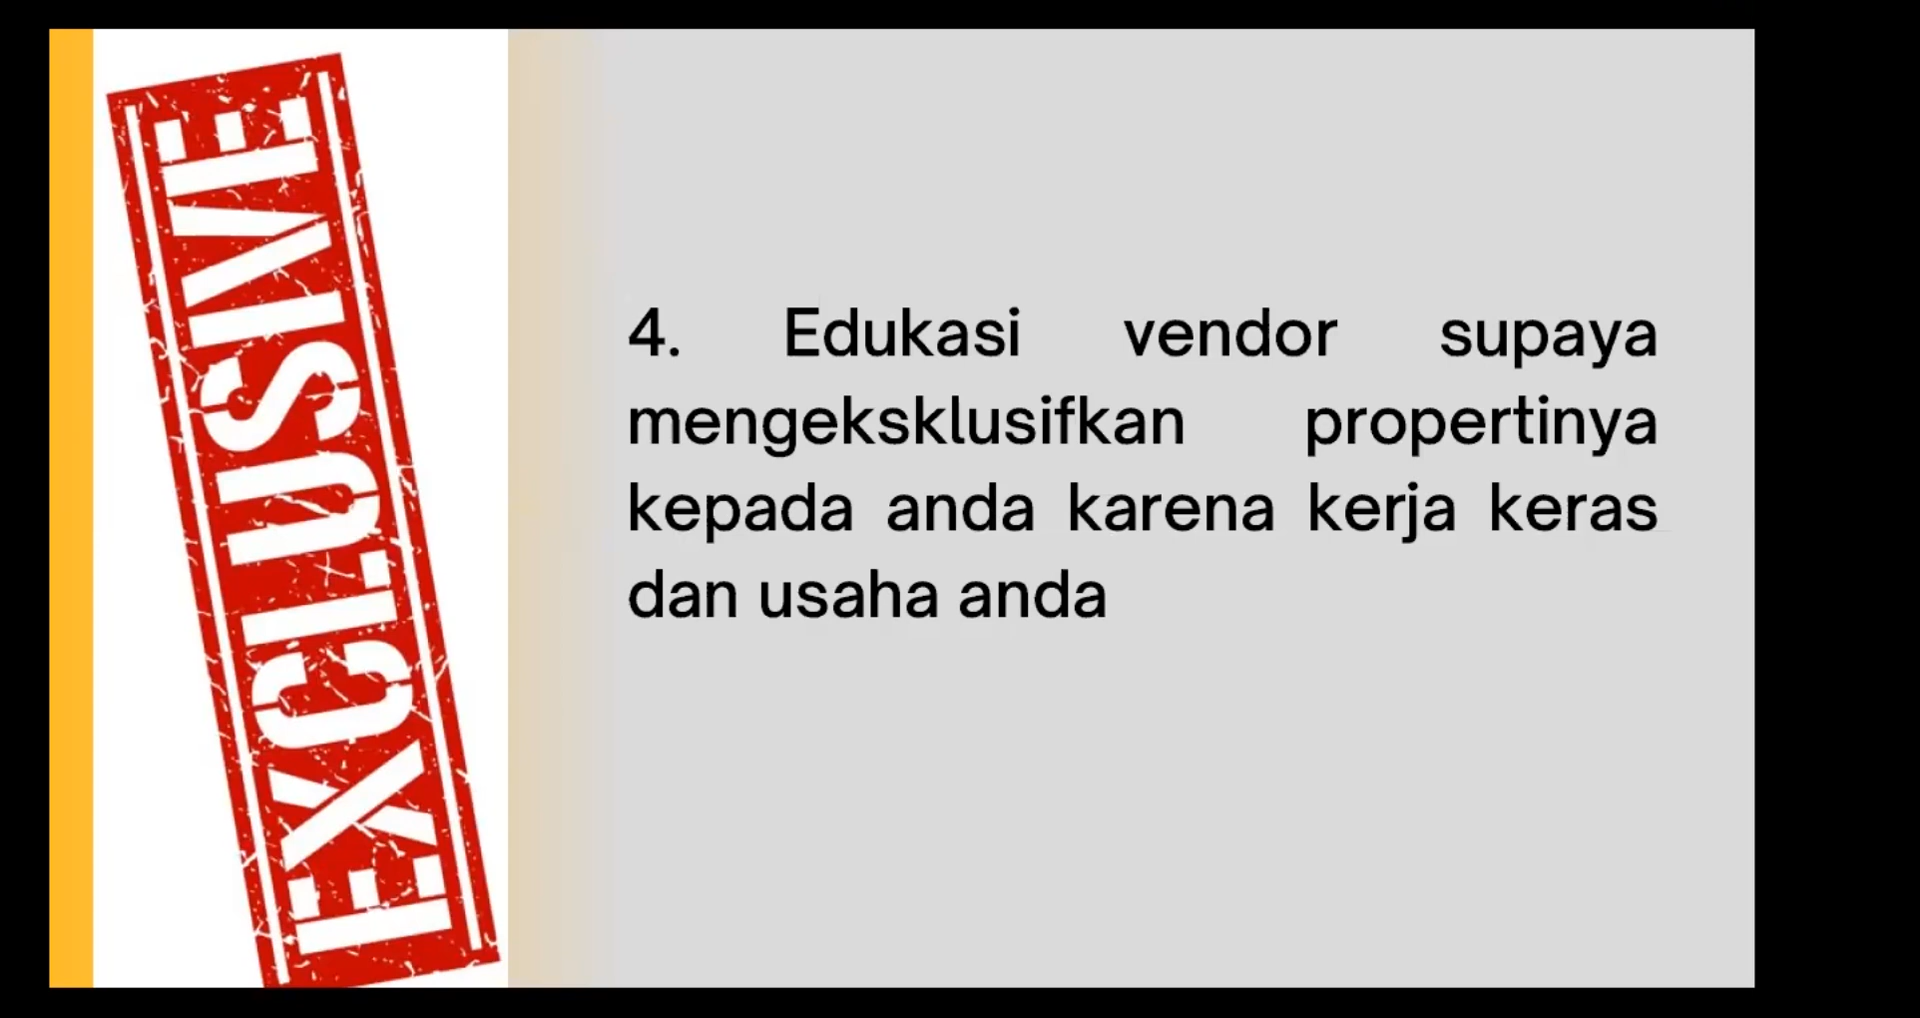 EXCLUSIVE
4. Edukasi vendor supaya
mengeksklusifkan propertinya
kepada anda karena kerja keras
dan usaha anda